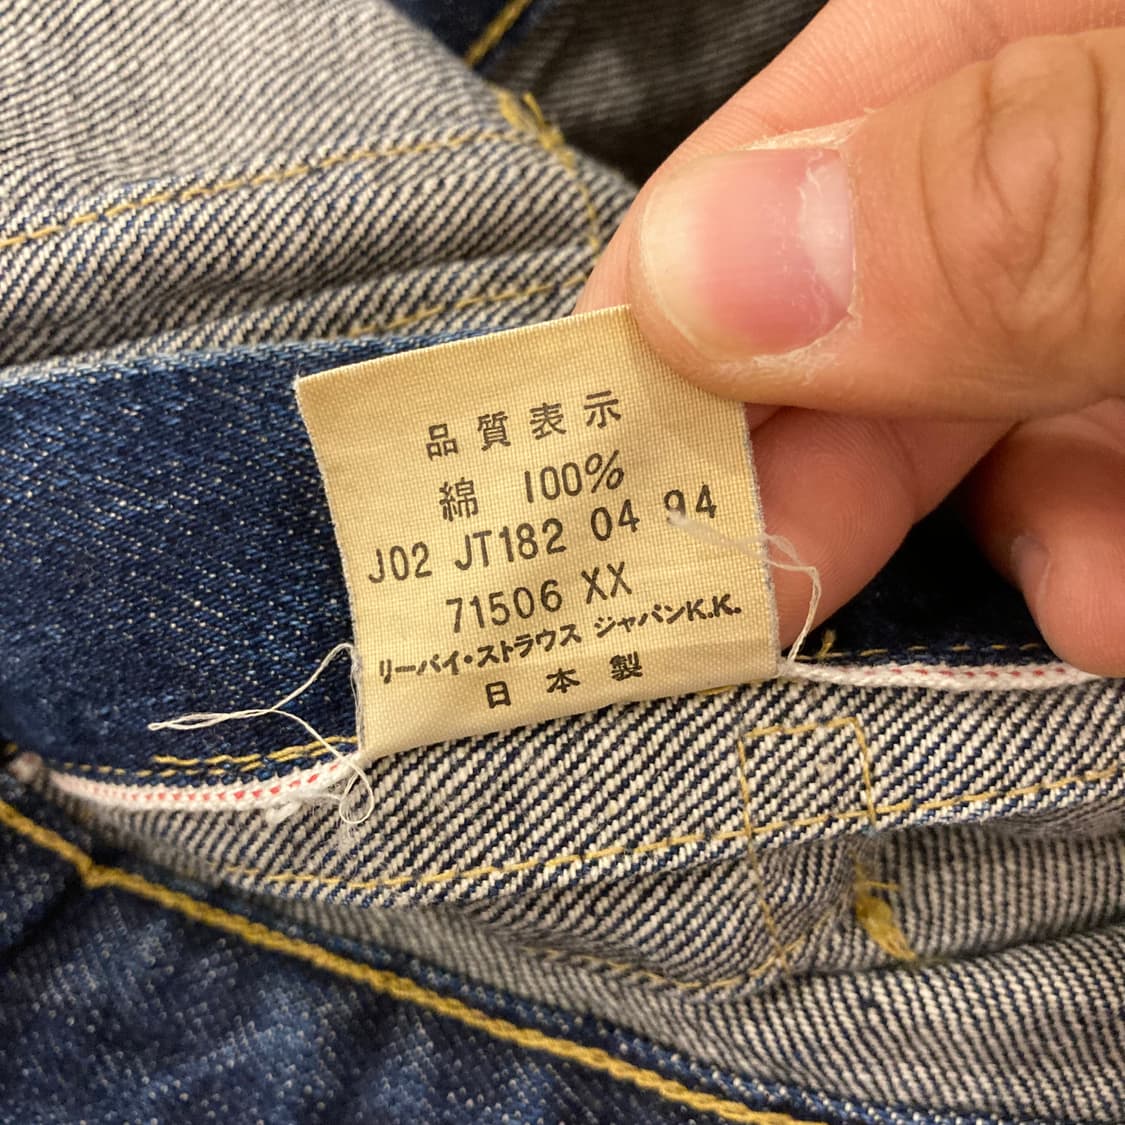 品質表示
綿 100%
J02 JT182 04 94
71506 XX
リーバイ・ストラウス ジャパンK.K.
日本製